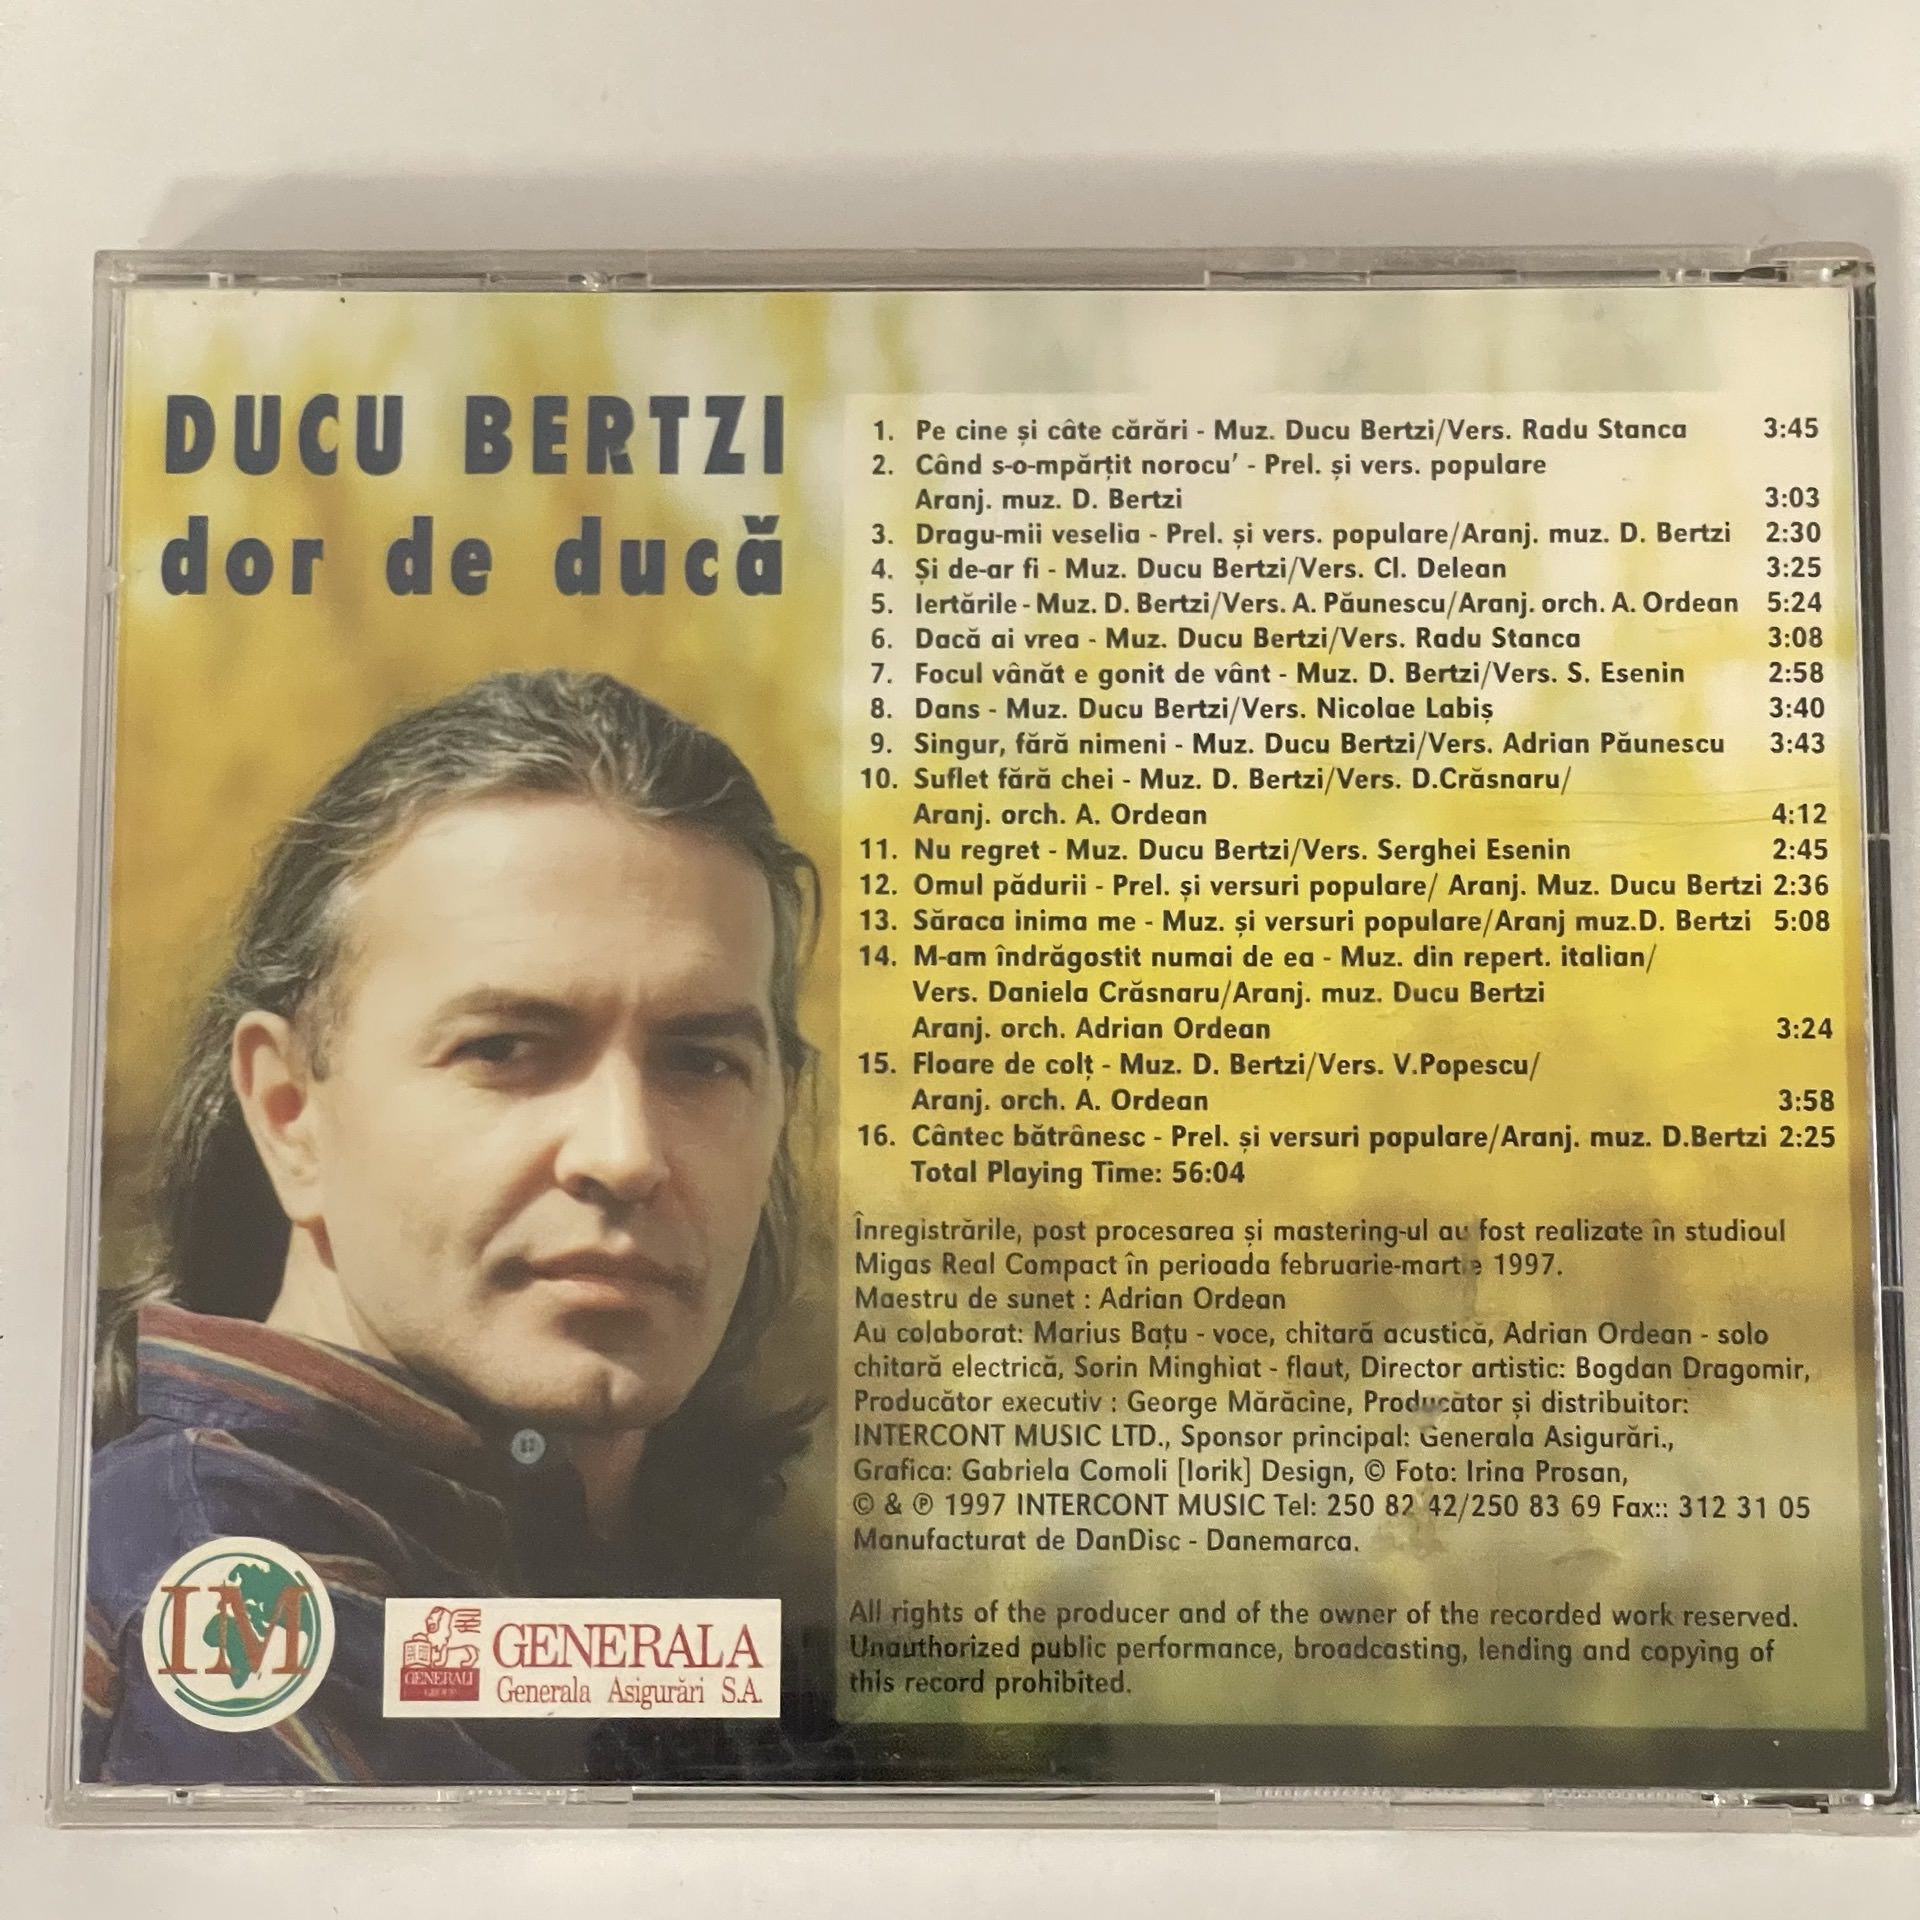 DUCU BERTZI
dor de ducă
1. Pe cine și câte cărări - Muz. Ducu Bertzi/Vers. Radu Stanca 3:45
2. Când s-o-mpărțit norocu' - Prel. și vers. populare
Aranj. muz. D. Bertzi 3:03
3. Dragu-mii veselia - Prel. și vers. populare/Aranj. muz. D. Bertzi 2:30
4. Și de-ar fi - Muz. Ducu Bertzi/Vers. Cl. Delean 3:25
5. Iertările - Muz. D. Bertzi/Vers. A. Păunescu/Aranj. orch. A. Ordean 5:24
6. Dacă ai vrea - Muz. Ducu Bertzi/Vers. Radu Stanca 3:08
7. Focul vânăt e gonit de vânt - Muz. D. Bertzi/Vers. S. Esenin 2:58
8. Dans - Muz. Ducu Bertzi/Vers. Nicolae Labiș 3:40
9. Singur, fără nimeni - Muz. Ducu Bertzi/Vers. Adrian Păunescu 3:43
10. Suflet fără chei - Muz. D. Bertzi/Vers. D.Crăsnaru/
Aranj. orch. A. Ordean 4:12
11. Nu regret - Muz. Ducu Bertzi/Vers. Serghei Esenin 2:45
12. Omul pădurii - Prel. și versuri populare/ Aranj. Muz. Ducu Bertzi 2:36
13. Săraca inima me - Muz. și versuri populare/Aranj muz.D. Bertzi 5:08
14. M-am îndrăgostit numai de ea - Muz. din repert. italian/
Vers. Daniela Crăsnaru/Aranj. muz. Ducu Bertzi
Aranj. orch. Adrian Ordean 3:24
15. Floare de colț - Muz. D. Bertzi/Vers. V.Popescu/
Aranj. orch. A. Ordean 3:58
16. Cântec bătrânesc - Prel. și versuri populare/Aranj. muz. D.Bertzi 2:25
Total Playing Time: 56:04
Înregistrările, post procesarea și mastering-ul au fost realizate în studioul
Migas Real Compact în perioada februarie-martie 1997.
Maestru de sunet : Adrian Ordean
Au colaborat: Marius Bațu - voce, chitară acustică, Adrian Ordean - solo
chitară electrică, Sorin Minghiat - flaut, Director artistic: Bogdan Dragomir,
Producător executiv : George Mărăcine, Producător și distribuitor:
INTERCONT MUSIC LTD., Sponsor principal: Generala Asigurări.,
Grafica: Gabriela Comoli [Iorik] Design, © Foto: Irina Prosan,
© & ℗ 1997 INTERCONT MUSIC Tel: 250 82 42/250 83 69 Fax:: 312 31 05
Manufacturat de DanDisc - Danemarca.
All rights of the producer and of the owner of the recorded work reserved.
Unauthorized public performance, broadcasting, lending and copying of
this record prohibited.
IM
GENERALI
GROUP
GENERALA
Generala Asigurări S.A.